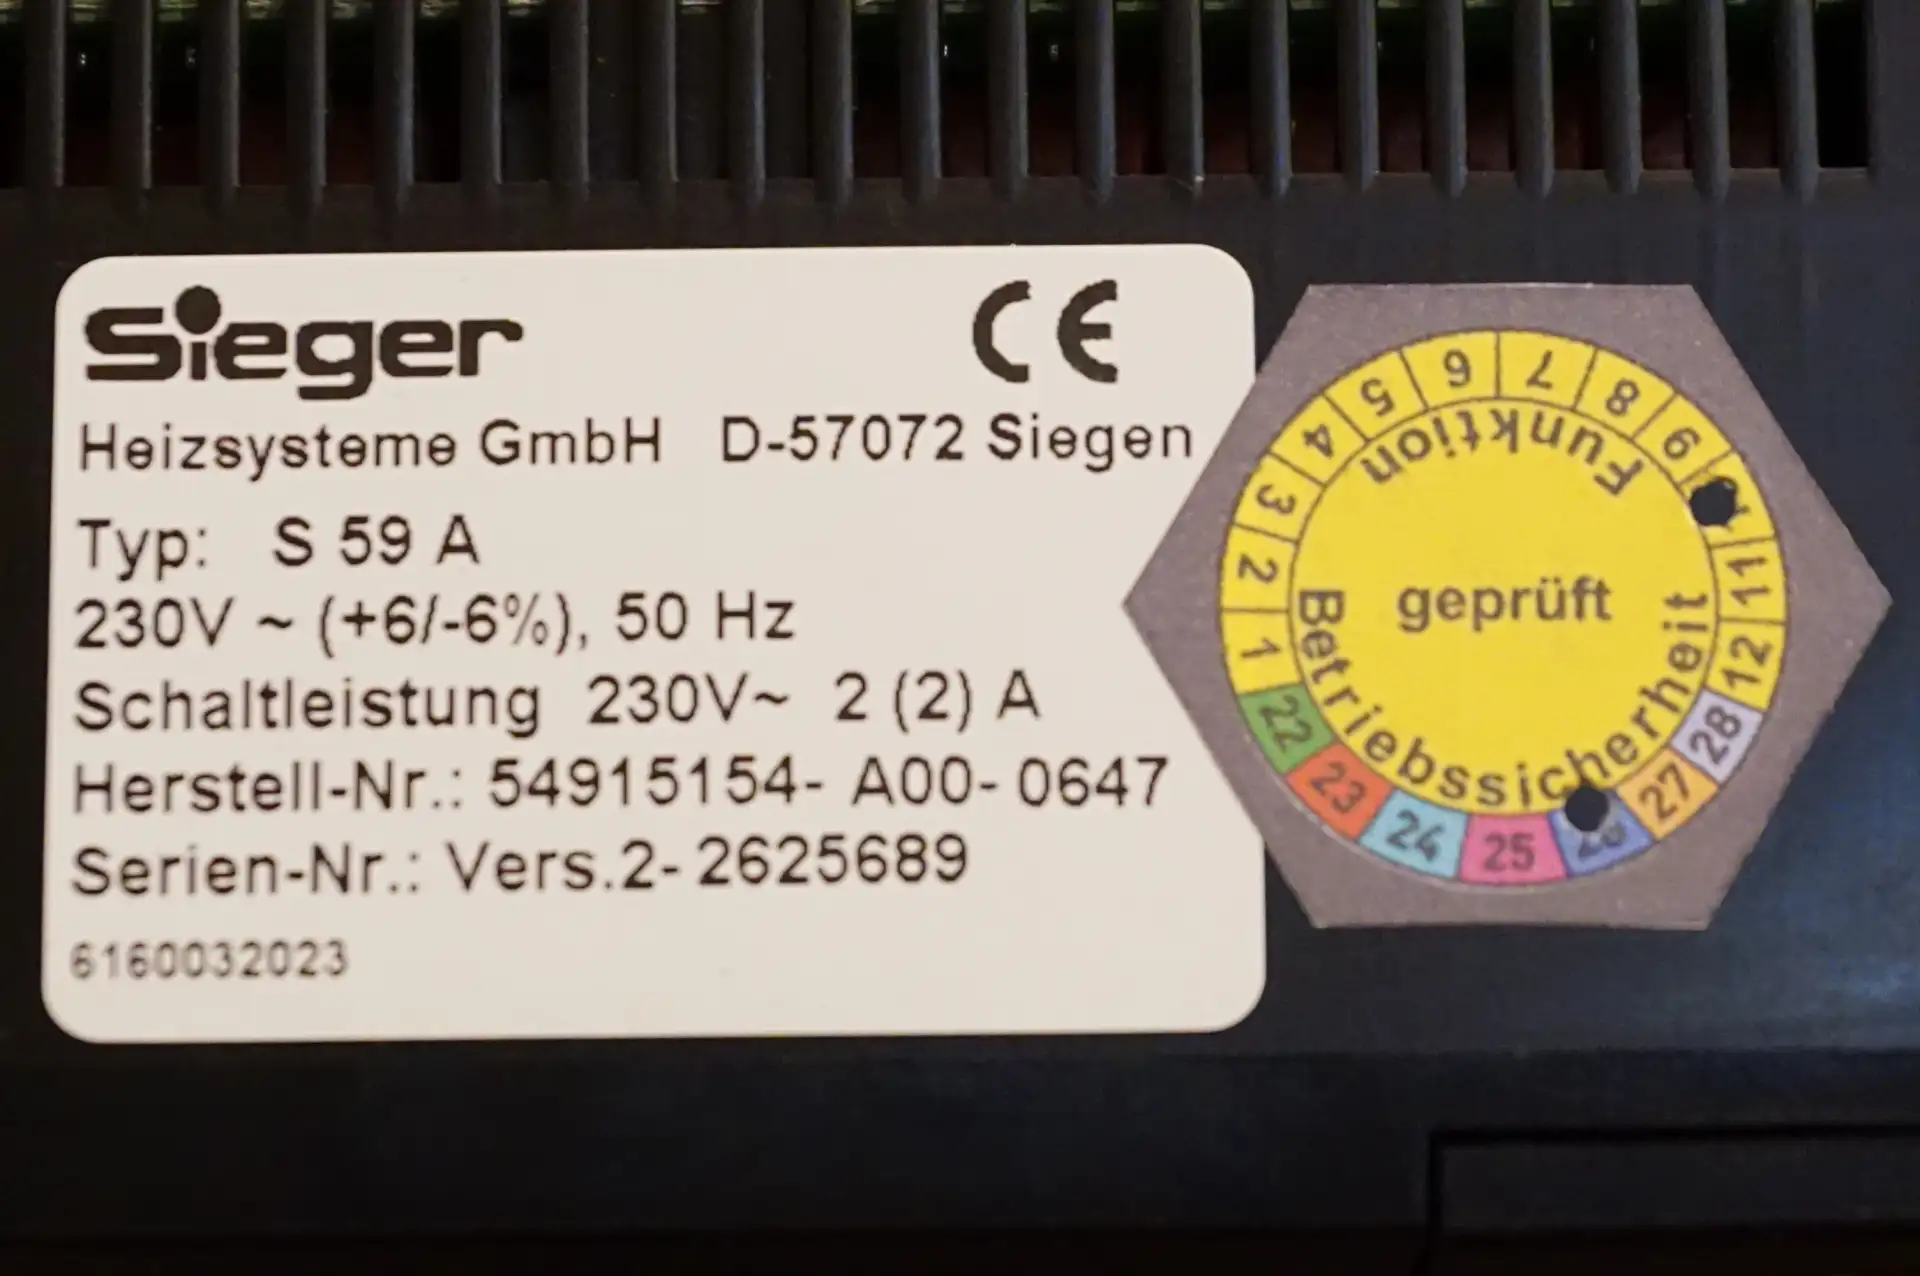 Sieger CE
Heizsysteme GmbH D-57072 Siegen
Typ: S 59 A
230V ~ (+6/-6%), 50 Hz
Schaltleistung 230V~ 2 (2) A
Herstell-Nr.: 54915154- A00- 0647
Serien-Nr.: Vers.2- 2625689
6160032023
1 2 3 4 5 6 7 8 9 11 12
Funktion
geprüft
Betriebssicherheit
22 23 24 25 26 27 28